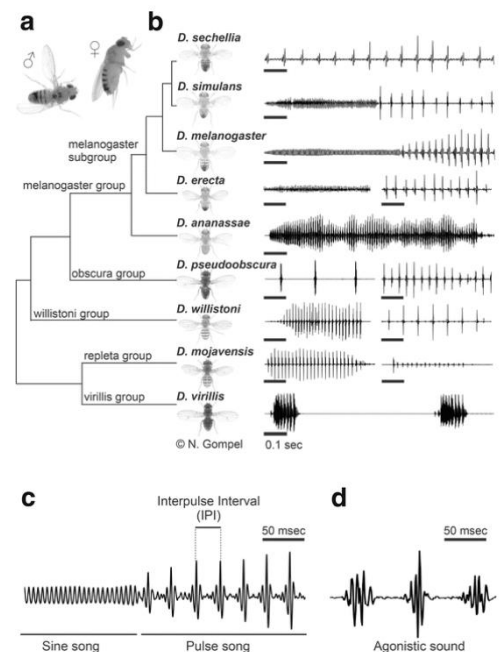 a
b
♂
♀
D. sechellia
D. simulans
D. melanogaster
melanogaster
subgroup
D. erecta
melanogaster group
D. ananassae
D. pseudoobscura
obscura group
D. willistoni
willistoni group
D. mojavensis
repleta group
virillis group
D. virillis
© N. Gompel
0.1 sec
c
d
Interpulse Interval
(IPI)
50 msec
50 msec
Sine song
Pulse song
Agonistic sound